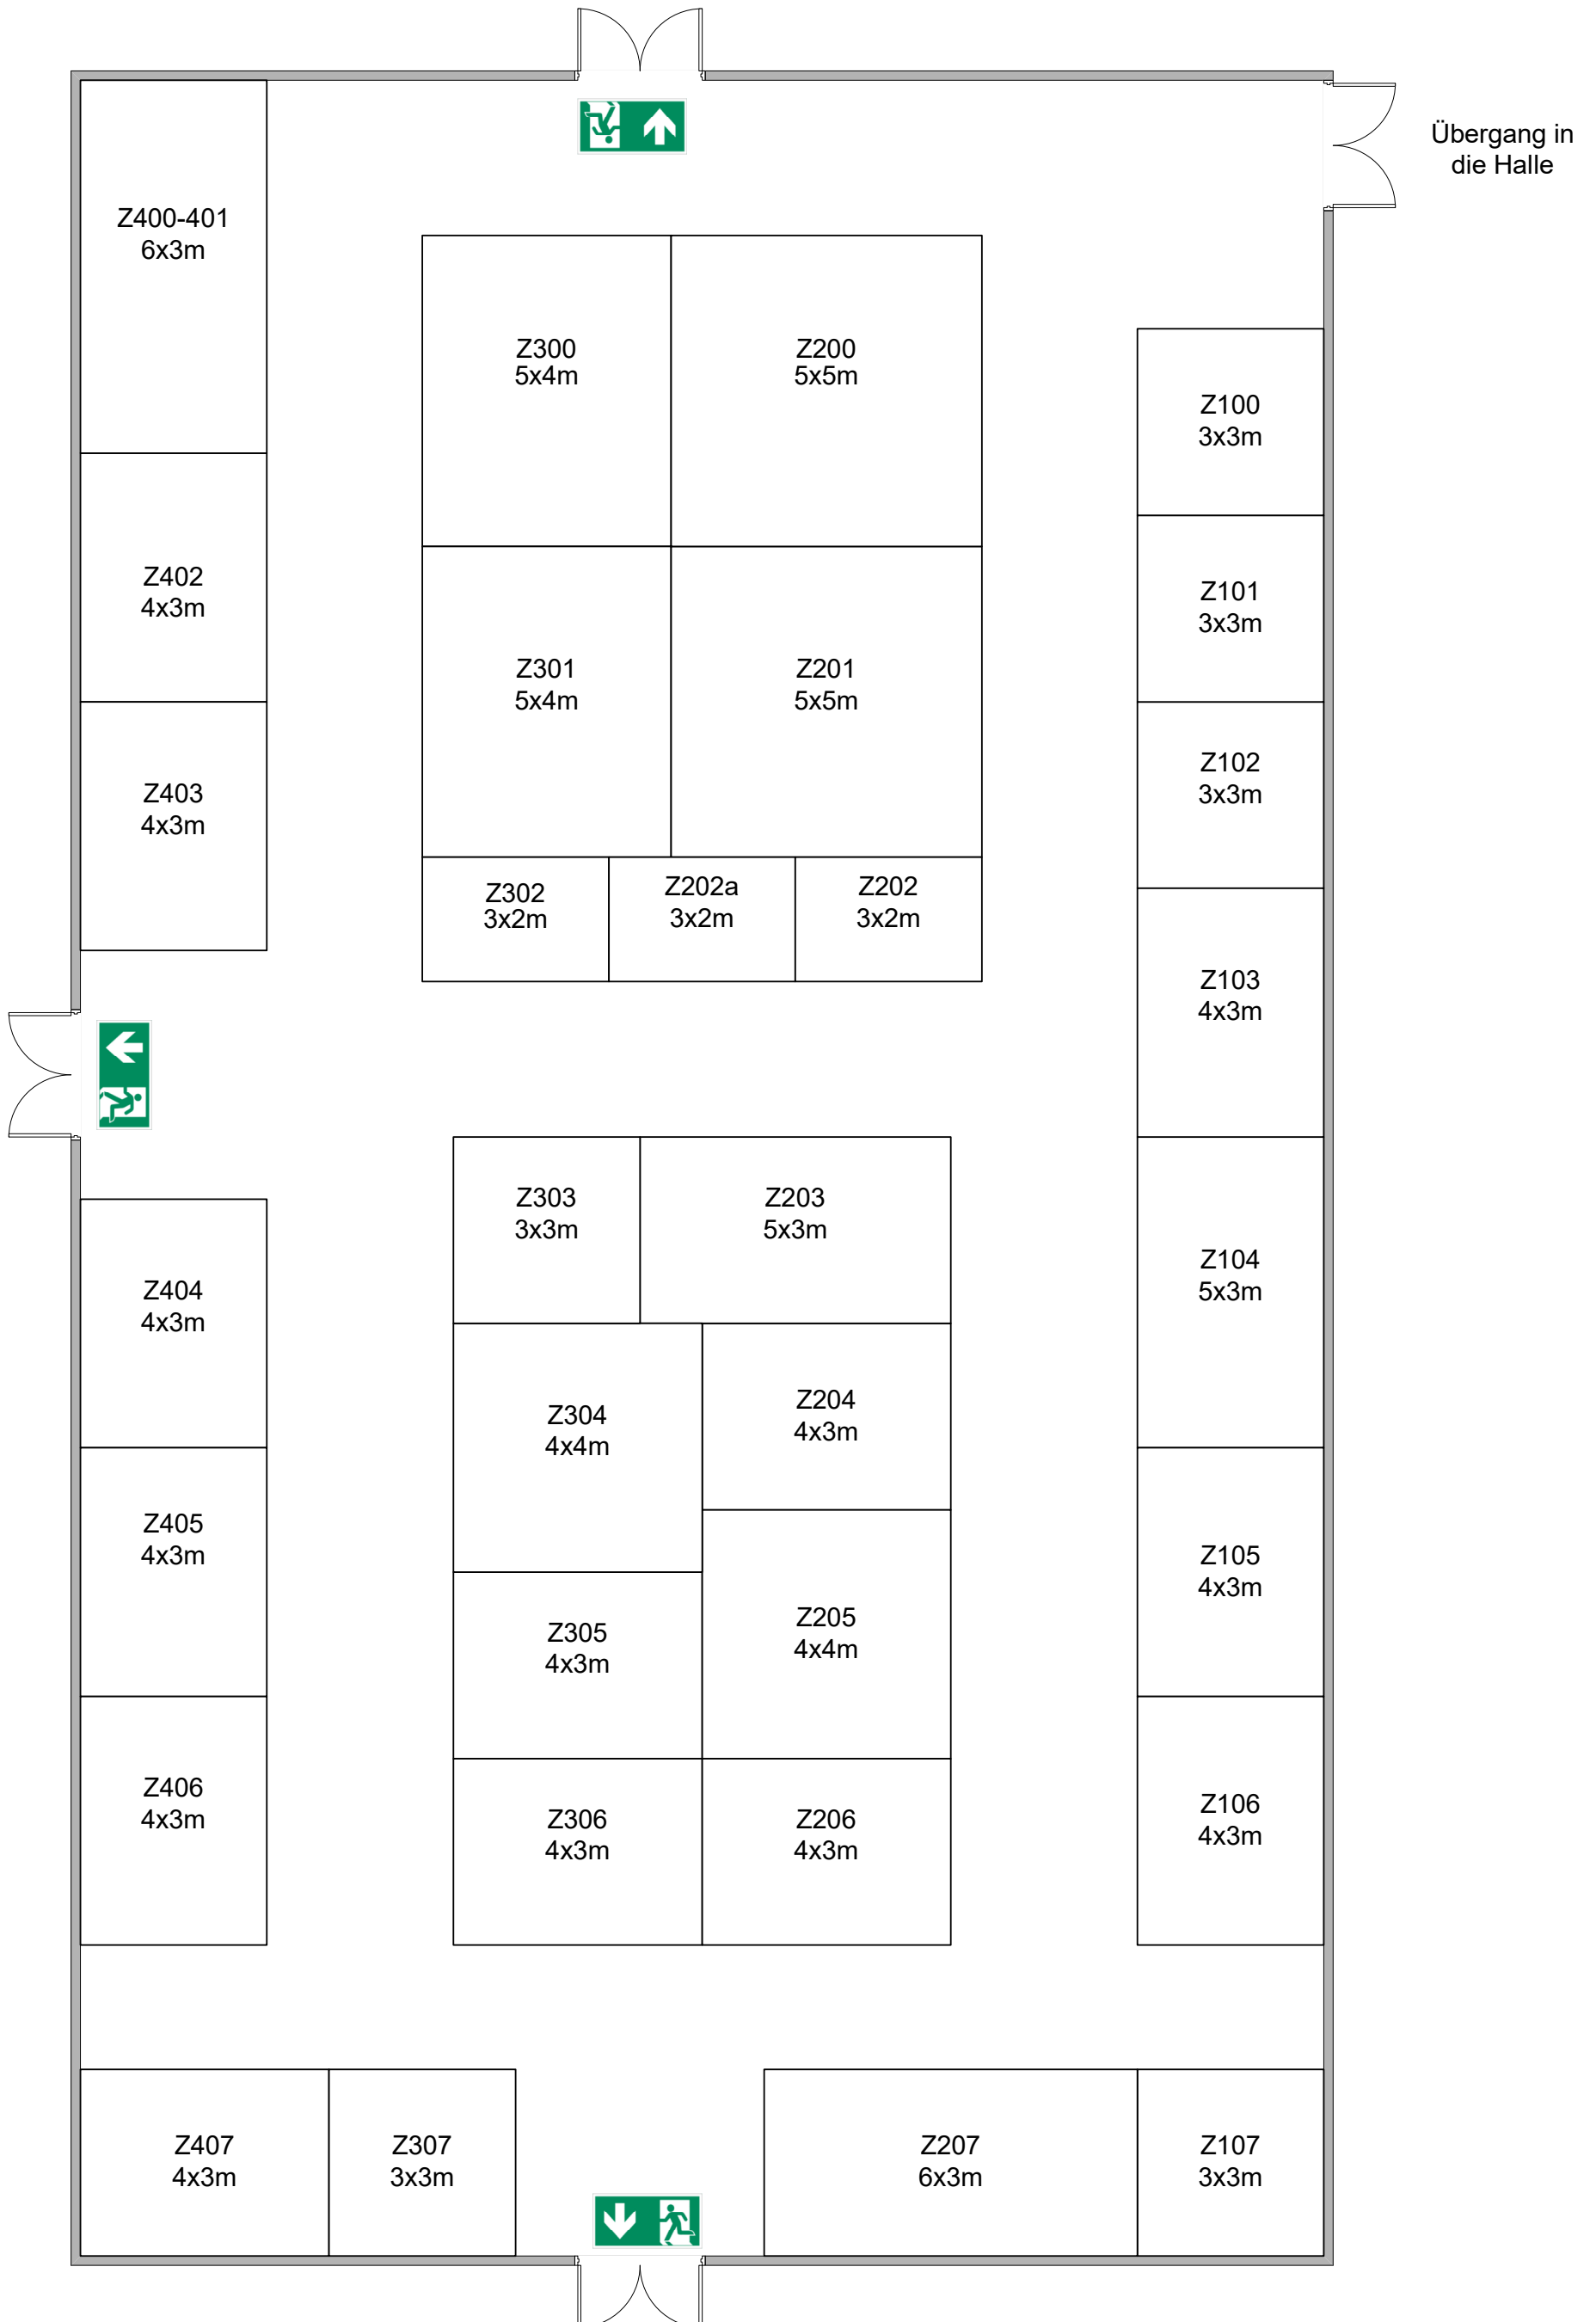 Übergang in
die Halle
Z400-401
6x3m
Z300
5x4m
Z200
5x5m
Z100
3x3m
Z402
4x3m
Z101
3x3m
Z301
5x4m
Z201
5x5m
Z403
4x3m
Z102
3x3m
Z302
3x2m
Z202a
3x2m
Z202
3x2m
Z103
4x3m
Z303
3x3m
Z203
5x3m
Z404
4x3m
Z104
5x3m
Z304
4x4m
Z204
4x3m
Z405
4x3m
Z105
4x3m
Z305
4x3m
Z205
4x4m
Z406
4x3m
Z306
4x3m
Z206
4x3m
Z106
4x3m
Z407
4x3m
Z307
3x3m
Z207
6x3m
Z107
3x3m